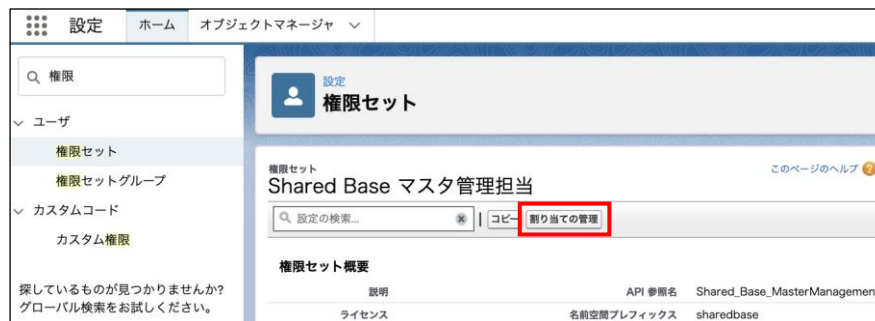 設定 ホーム オブジェクトマネージャ
権限
ユーザ
権限セット
権限セットグループ
カスタムコード
カスタム権限
探しているものが見つかりませんか?
グローバル検索をお試しください。
設定
権限セット
権限セット
Shared Base マスタ管理担当
このページのヘルプ
設定の検索... コピー 割り当ての管理
権限セット概要
説明 API 参照名 Shared_Base_MasterManagemen
ライセンス 名前空間プレフィックス sharedbase